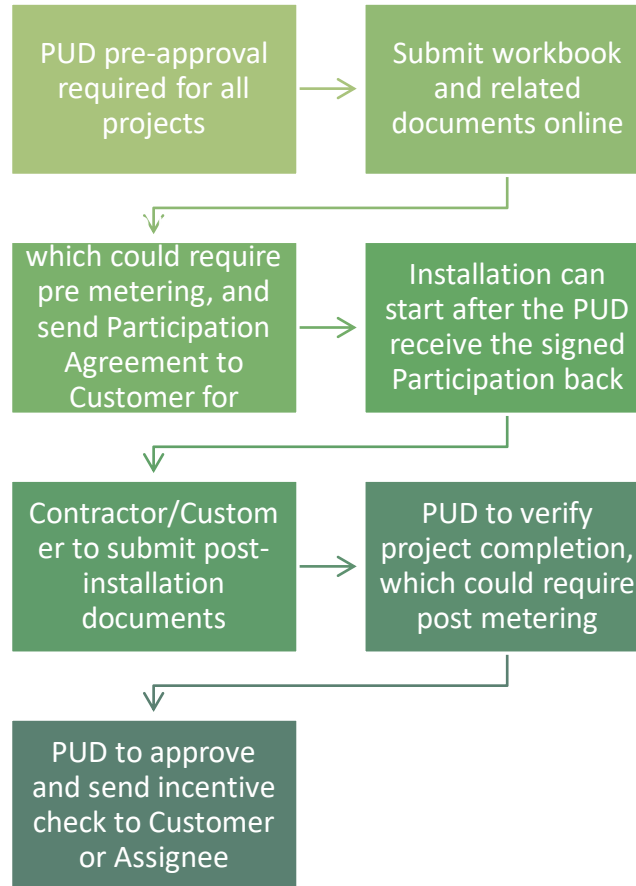 PUD pre-approval
required for all
projects
Submit workbook
and related
documents online
which could require
pre metering, and
send Participation
Agreement to
Customer for
Installation can
start after the PUD
receive the signed
Participation back
Contractor/Custom
er to submit post-
installation
documents
PUD to verify
project completion,
which could require
post metering
PUD to approve
and send incentive
check to Customer
or Assignee